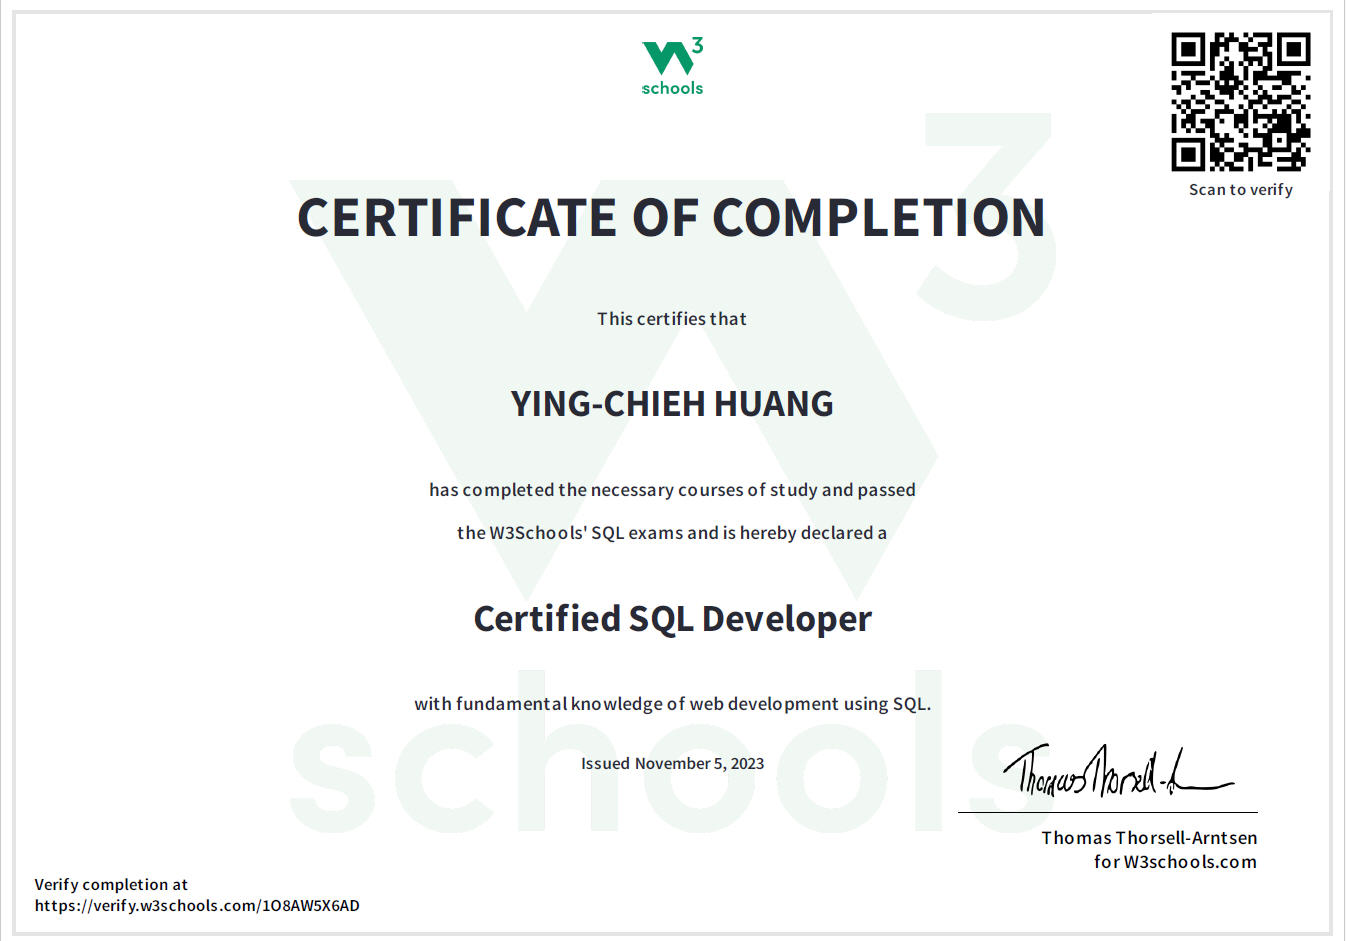 W3
schools
Scan to verify
CERTIFICATE OF COMPLETION
This certifies that
YING-CHIEH HUANG
has completed the necessary courses of study and passed
the W3Schools' SQL exams and is hereby declared a
Certified SQL Developer
with fundamental knowledge of web development using SQL.
Issued November 5, 2023
Thomas Thorsell-A
Thomas Thorsell-Arntsen
for W3schools.com
Verify completion at
https://verify.w3schools.com/1O8AW5X6AD
W3
schools